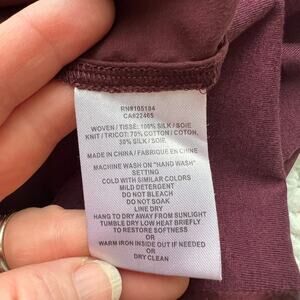 RN#105184
CA#22465
WOVEN / TISSE: 100% SILK / SOIE
KNIT / TRICOT: 70% COTTON / COTON,
30% SILK / SOIE
MADE IN CHINA / FABRIQUE EN CHINE
MACHINE WASH ON "HAND WASH"
SETTING
COLD WITH SIMILAR COLORS
MILD DETERGENT
DO NOT BLEACH
DO NOT SOAK
LINE DRY
HANG TO DRY AWAY FROM SUNLIGHT
TUMBLE DRY LOW HEAT BRIEFLY
TO RESTORE SOFTNESS
OR
WARM IRON INSIDE OUT IF NEEDED
OR
DRY CLEAN